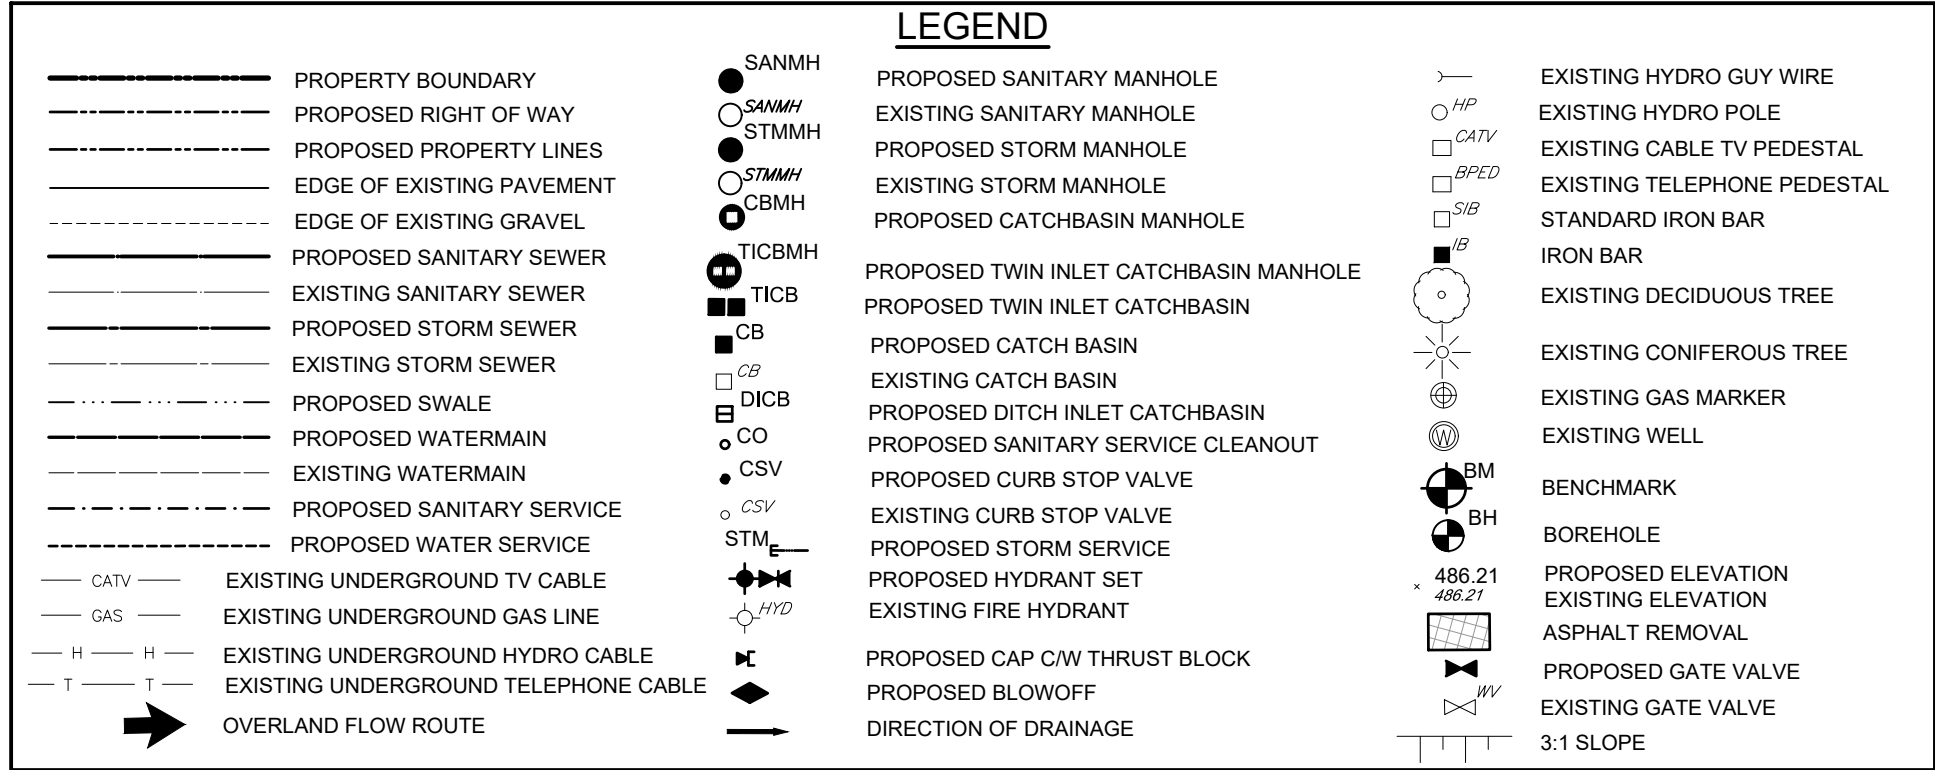 LEGEND
PROPERTY BOUNDARY
PROPOSED RIGHT OF WAY
PROPOSED PROPERTY LINES
EDGE OF EXISTING PAVEMENT
EDGE OF EXISTING GRAVEL
PROPOSED SANITARY SEWER
EXISTING SANITARY SEWER
PROPOSED STORM SEWER
EXISTING STORM SEWER
PROPOSED SWALE
PROPOSED WATERMAIN
EXISTING WATERMAIN
PROPOSED SANITARY SERVICE
PROPOSED WATER SERVICE
CATV EXISTING UNDERGROUND TV CABLE
GAS EXISTING UNDERGROUND GAS LINE
H H EXISTING UNDERGROUND HYDRO CABLE
T T EXISTING UNDERGROUND TELEPHONE CABLE
OVERLAND FLOW ROUTE
SANMH PROPOSED SANITARY MANHOLE
SANMH EXISTING SANITARY MANHOLE
STMMH PROPOSED STORM MANHOLE
STMMH EXISTING STORM MANHOLE
CBMH PROPOSED CATCHBASIN MANHOLE
TICBMH PROPOSED TWIN INLET CATCHBASIN MANHOLE
TICB PROPOSED TWIN INLET CATCHBASIN
CB PROPOSED CATCH BASIN
CB EXISTING CATCH BASIN
DICB PROPOSED DITCH INLET CATCHBASIN
CO PROPOSED SANITARY SERVICE CLEANOUT
CSV PROPOSED CURB STOP VALVE
CSV EXISTING CURB STOP VALVE
STM PROPOSED STORM SERVICE
PROPOSED HYDRANT SET
HYD EXISTING FIRE HYDRANT
PROPOSED CAP C/W THRUST BLOCK
PROPOSED BLOWOFF
DIRECTION OF DRAINAGE
EXISTING HYDRO GUY WIRE
HP EXISTING HYDRO POLE
CATV EXISTING CABLE TV PEDESTAL
BPED EXISTING TELEPHONE PEDESTAL
SIB STANDARD IRON BAR
IB IRON BAR
EXISTING DECIDUOUS TREE
EXISTING CONIFEROUS TREE
EXISTING GAS MARKER
W EXISTING WELL
BM BENCHMARK
BH BOREHOLE
486.21 PROPOSED ELEVATION
486.21 EXISTING ELEVATION
ASPHALT REMOVAL
PROPOSED GATE VALVE
WV EXISTING GATE VALVE
3:1 SLOPE